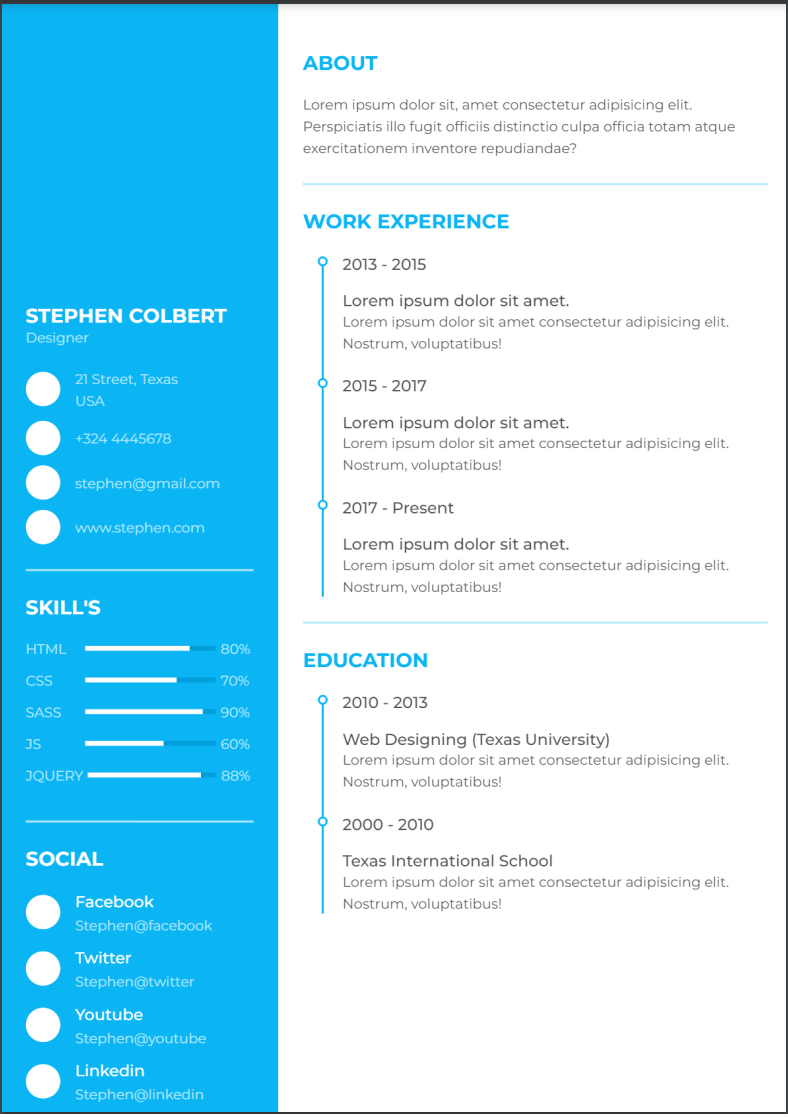 STEPHEN COLBERT
Designer
21 Street, Texas
USA
+324 4445678
stephen@gmail.com
www.stephen.com
SKILL'S
HTML 80%
CSS 70%
SASS 90%
JS 60%
JQUERY 88%
SOCIAL
Facebook
Stephen@facebook
Twitter
Stephen@twitter
Youtube
Stephen@youtube
Linkedin
Stephen@linkedin
ABOUT
Lorem ipsum dolor sit, amet consectetur adipisicing elit.
Perspiciatis illo fugit officiis distinctio culpa officia totam atque
exercitationem inventore repudiandae?
WORK EXPERIENCE
2013 - 2015
Lorem ipsum dolor sit amet.
Lorem ipsum dolor sit amet consectetur adipisicing elit.
Nostrum, voluptatibus!
2015 - 2017
Lorem ipsum dolor sit amet.
Lorem ipsum dolor sit amet consectetur adipisicing elit.
Nostrum, voluptatibus!
2017 - Present
Lorem ipsum dolor sit amet.
Lorem ipsum dolor sit amet consectetur adipisicing elit.
Nostrum, voluptatibus!
EDUCATION
2010 - 2013
Web Designing (Texas University)
Lorem ipsum dolor sit amet consectetur adipisicing elit.
Nostrum, voluptatibus!
2000 - 2010
Texas International School
Lorem ipsum dolor sit amet consectetur adipisicing elit.
Nostrum, voluptatibus!